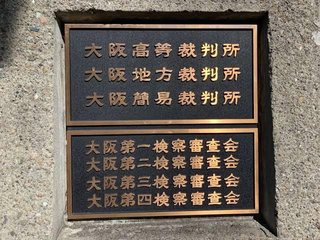 大阪高等裁判所
大阪地方裁判所
大阪簡易裁判所
大阪第一検察審査会
大阪第二検察審査会
大阪第三検察審査会
大阪第四検察審査会